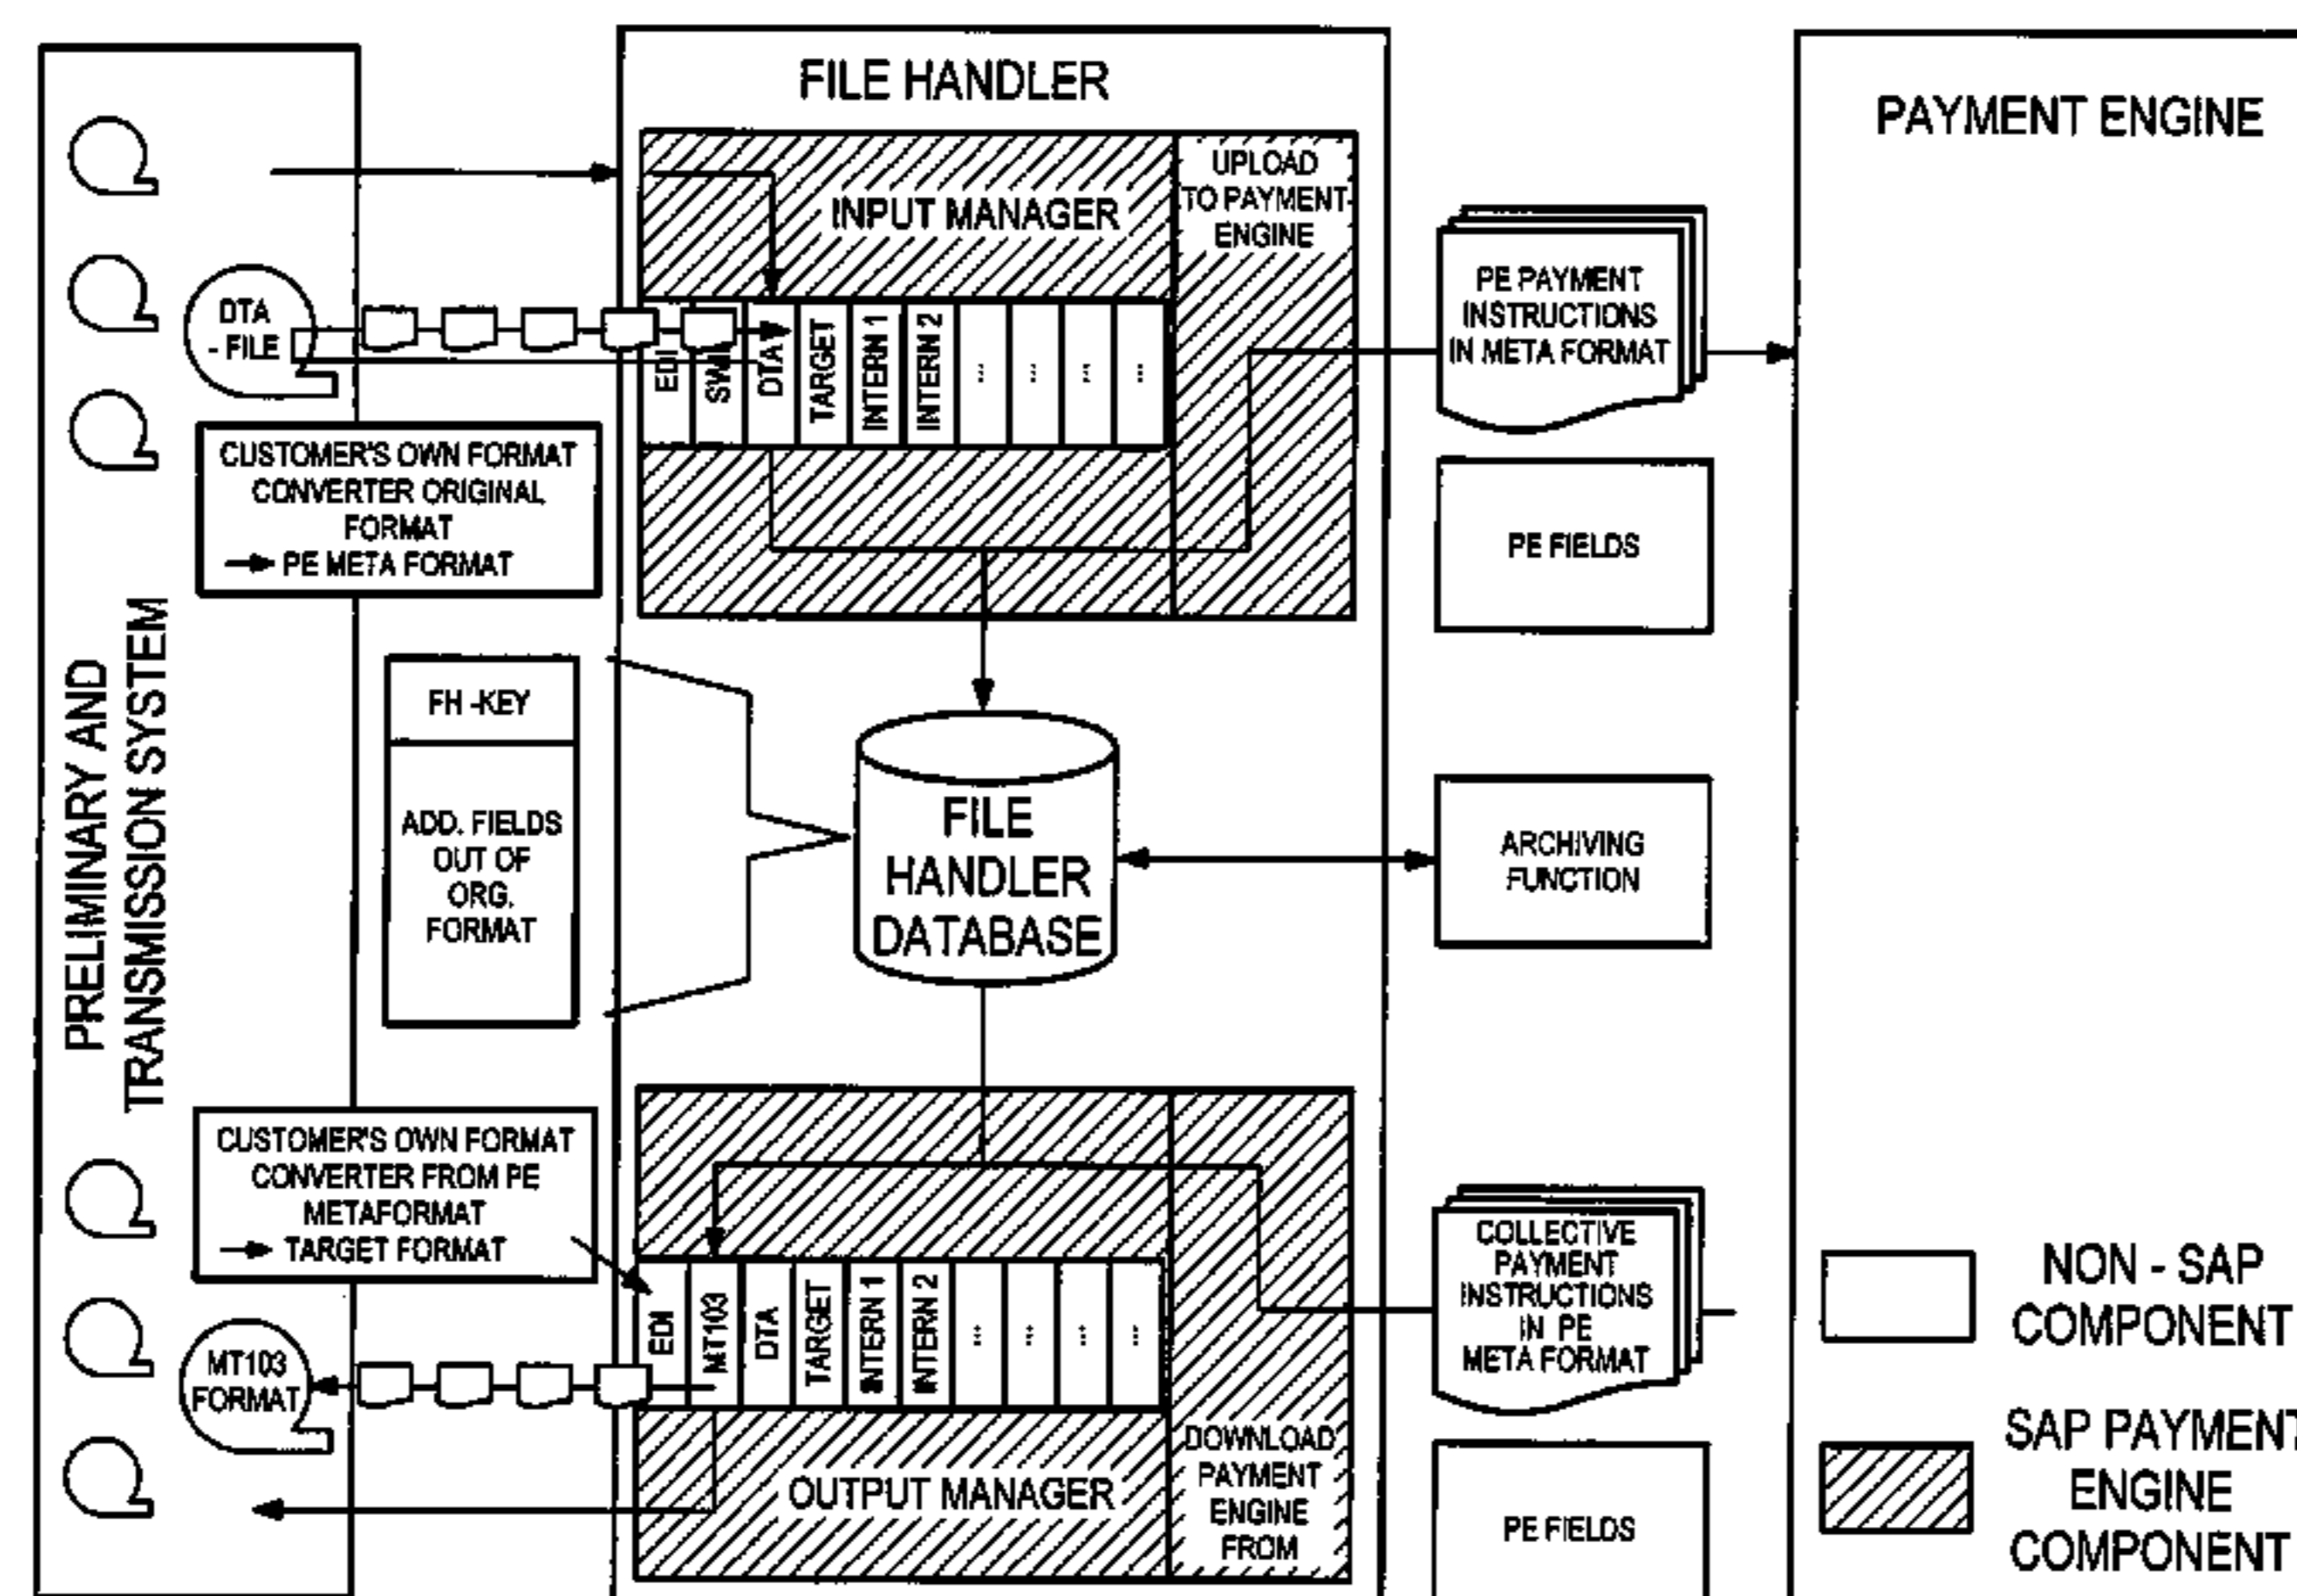 FILE HANDLER
PAYMENT ENGINE
UPLOAD
TO PAYMENT
ENGINE
INPUT MANAGER
DTA
- FILE
EDI
DTA
TARGET
INTERN 1
INTERN 2
...
...
...
...
PE PAYMENT
INSTRUCTIONS
IN META FORMAT
CUSTOMER'S OWN FORMAT
CONVERTER ORIGINAL
FORMAT
→ PE META FORMAT
PE FIELDS
PRELIMINARY AND
TRANSMISSION SYSTEM
FH -KEY
ADD. FIELDS
OUT OF
ORG.
FORMAT
FILE
HANDLER
DATABASE
ARCHIVING
FUNCTION
CUSTOMER'S OWN FORMAT
CONVERTER FROM PE
METAFORMAT
→ TARGET FORMAT
EDI
MT103
DTA
TARGET
INTERN 1
INTERN 2
...
...
...
...
COLLECTIVE
PAYMENT
INSTRUCTIONS
IN PE
META FORMAT
MT103
FORMAT
OUTPUT MANAGER
DOWNLOAD
PAYMENT
ENGINE
FROM
PE FIELDS
NON - SAP
COMPONENT
SAP PAYMENT
ENGINE
COMPONENT